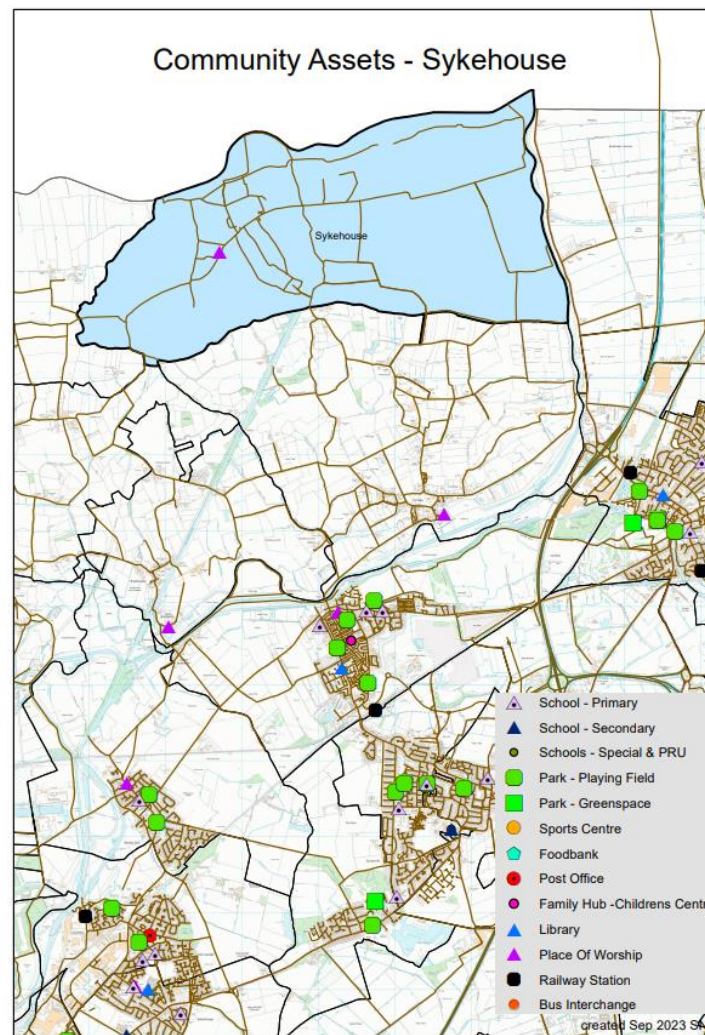 Community Assets - Sykehouse
Sykehouse
School - Primary
School - Secondary
Schools - Special & PRU
Park - Playing Field
Park - Greenspace
Sports Centre
Foodbank
Post Office
Family Hub -Childrens Centr
Library
Place Of Worship
Railway Station
Bus Interchange
created Sep 2023